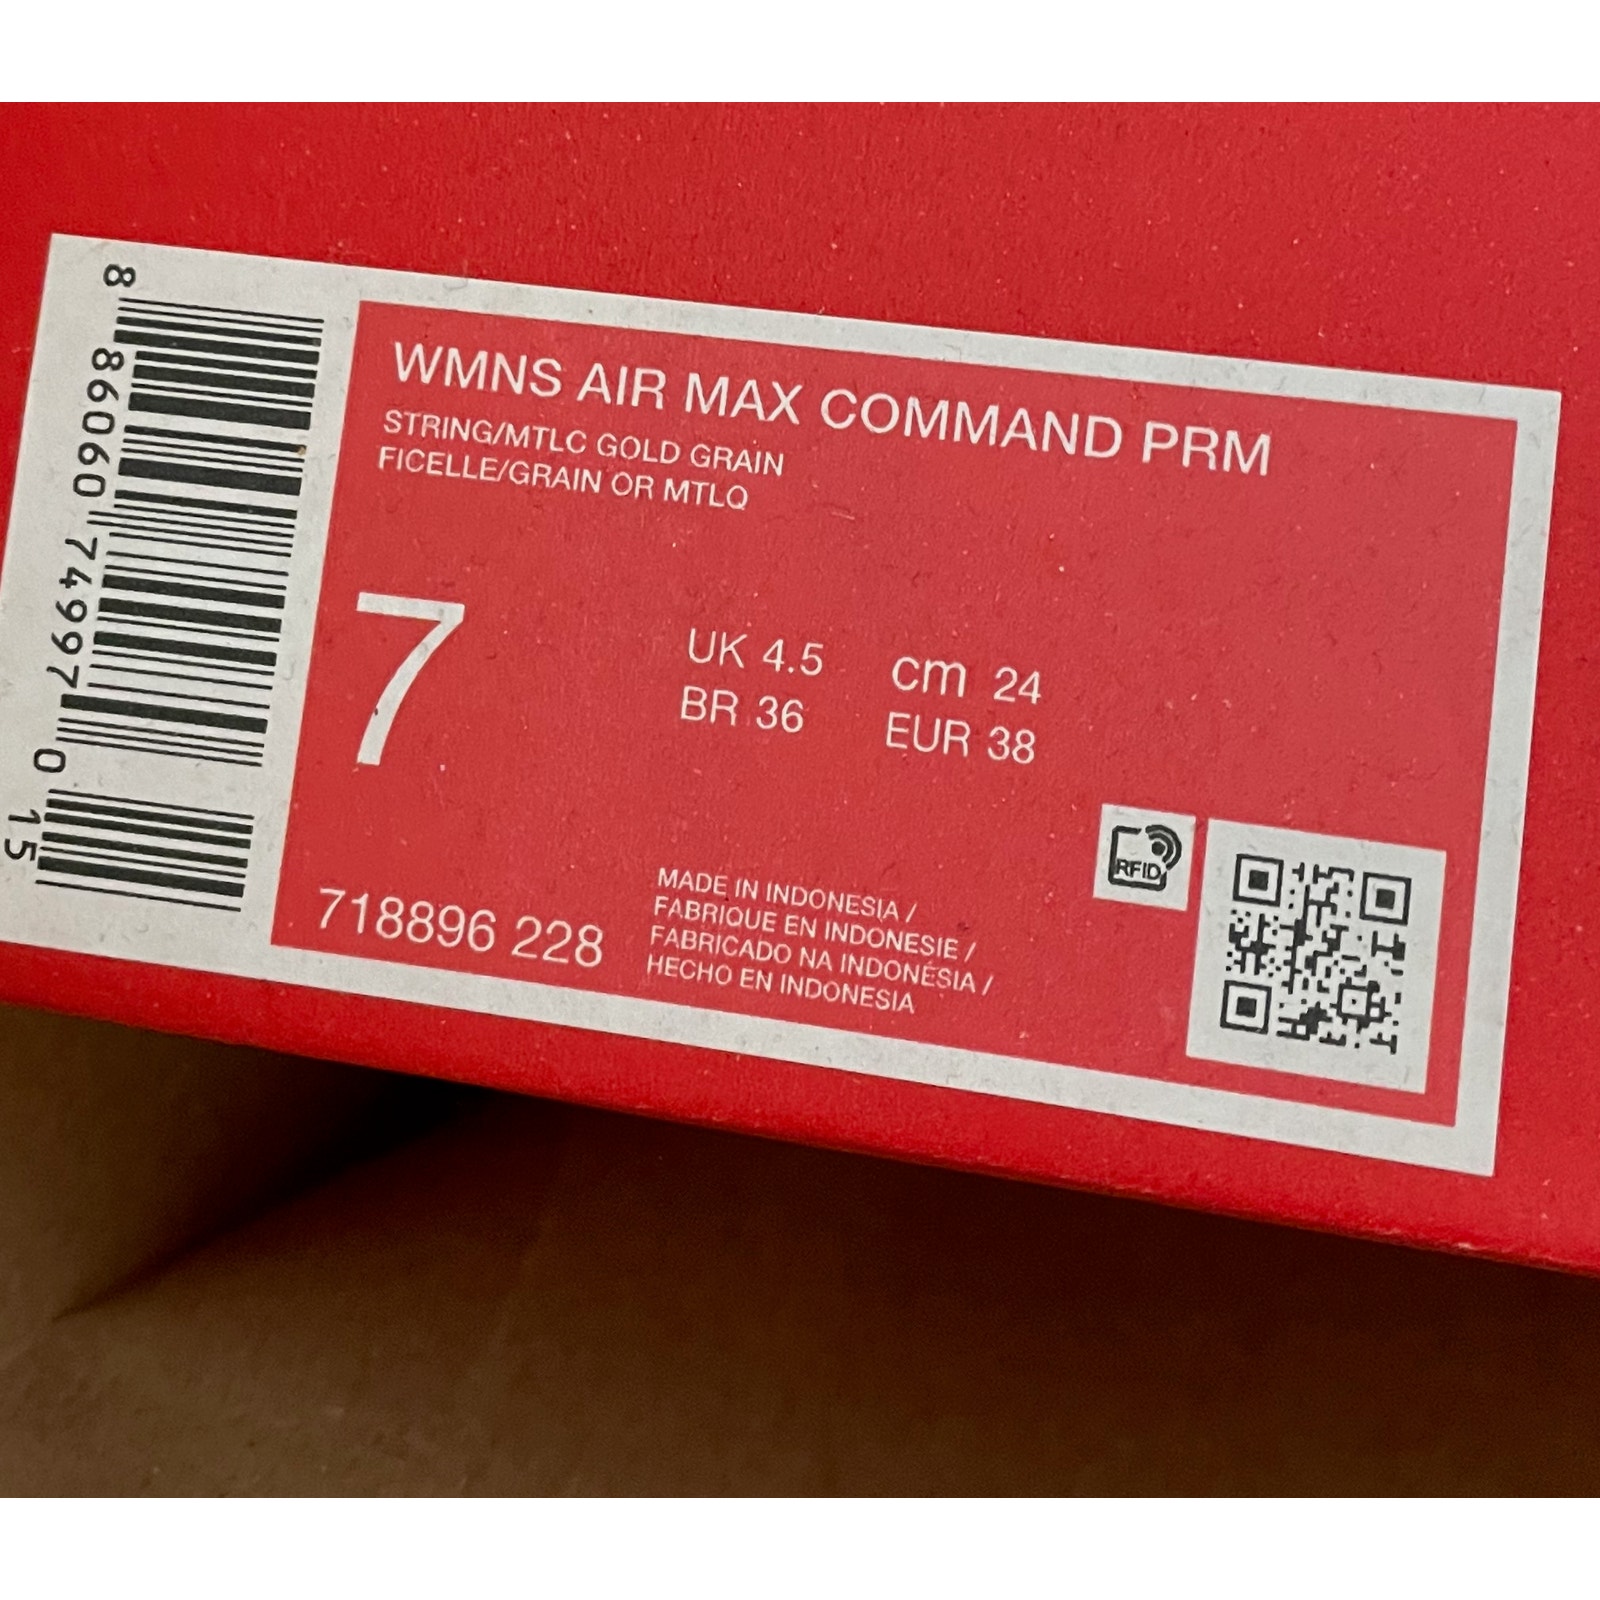 WMNS AIR MAX COMMAND PRM
STRING/MTLC GOLD GRAIN
FICELLE/GRAIN OR MTLQ
7
UK 4.5 cm 24
BR 36 EUR 38
718896 228
MADE IN INDONESIA /
FABRIQUE EN INDONESIE /
FABRICADO NA INDONÉSIA /
HECHO EN INDONESIA
RFID
8 86060 74997 0 15